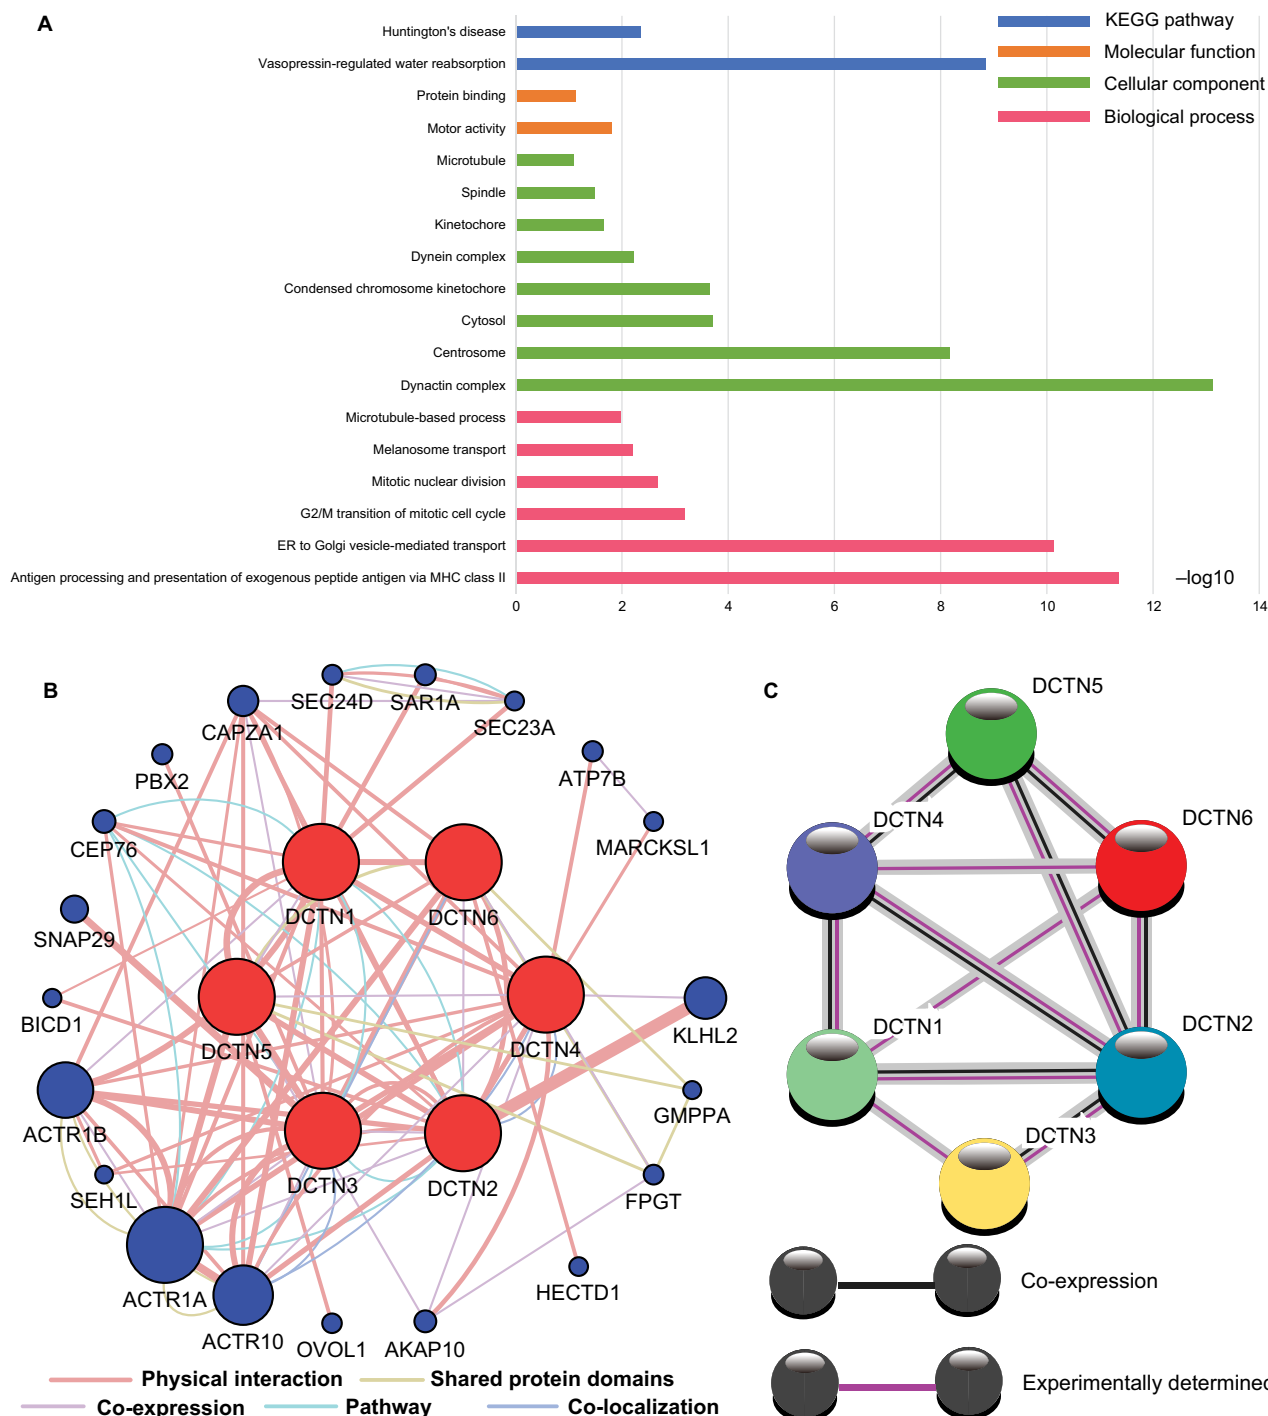 A
Huntington's disease
Vasopressin-regulated water reabsorption
Protein binding
Motor activity
Microtubule
Spindle
Kinetochore
Dynein complex
Condensed chromosome kinetochore
Cytosol
Centrosome
Dynactin complex
Microtubule-based process
Melanosome transport
Mitotic nuclear division
G2/M transition of mitotic cell cycle
ER to Golgi vesicle-mediated transport
Antigen processing and presentation of exogenous peptide antigen via MHC class II
KEGG pathway
Molecular function
Cellular component
Biological process
–log10
0 2 4 6 8 10 12 14
B
SEC24D
SAR1A
SEC23A
CAPZA1
PBX2
ATP7B
CEP76
MARCKSL1
SNAP29
DCTN1
DCTN6
BICD1
DCTN5
DCTN4
KLHL2
ACTR1B
GMPPA
SEH1L
DCTN3
DCTN2
FPGT
ACTR1A
HECTD1
ACTR10
OVOL1
AKAP10
Physical interaction
Shared protein domains
Co-expression
Pathway
Co-localization
C
DCTN5
DCTN4
DCTN6
DCTN1
DCTN2
DCTN3
Co-expression
Experimentally determined